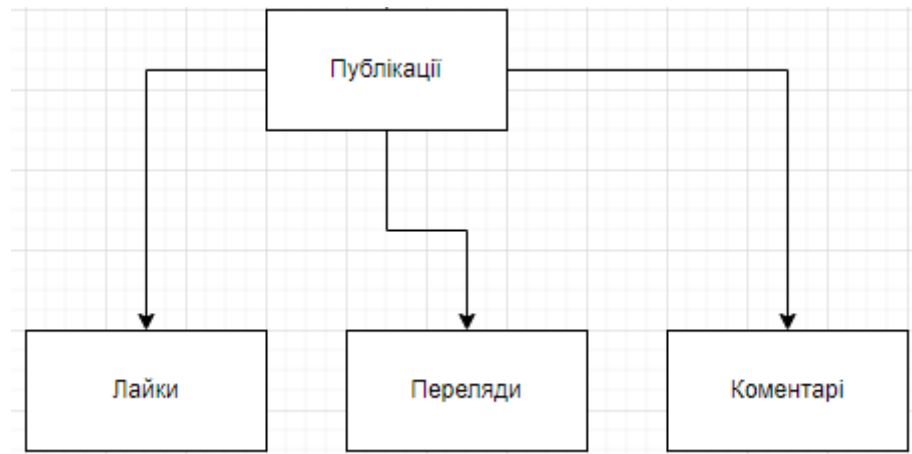 Публікації
Лайки
Переляди
Коментарі